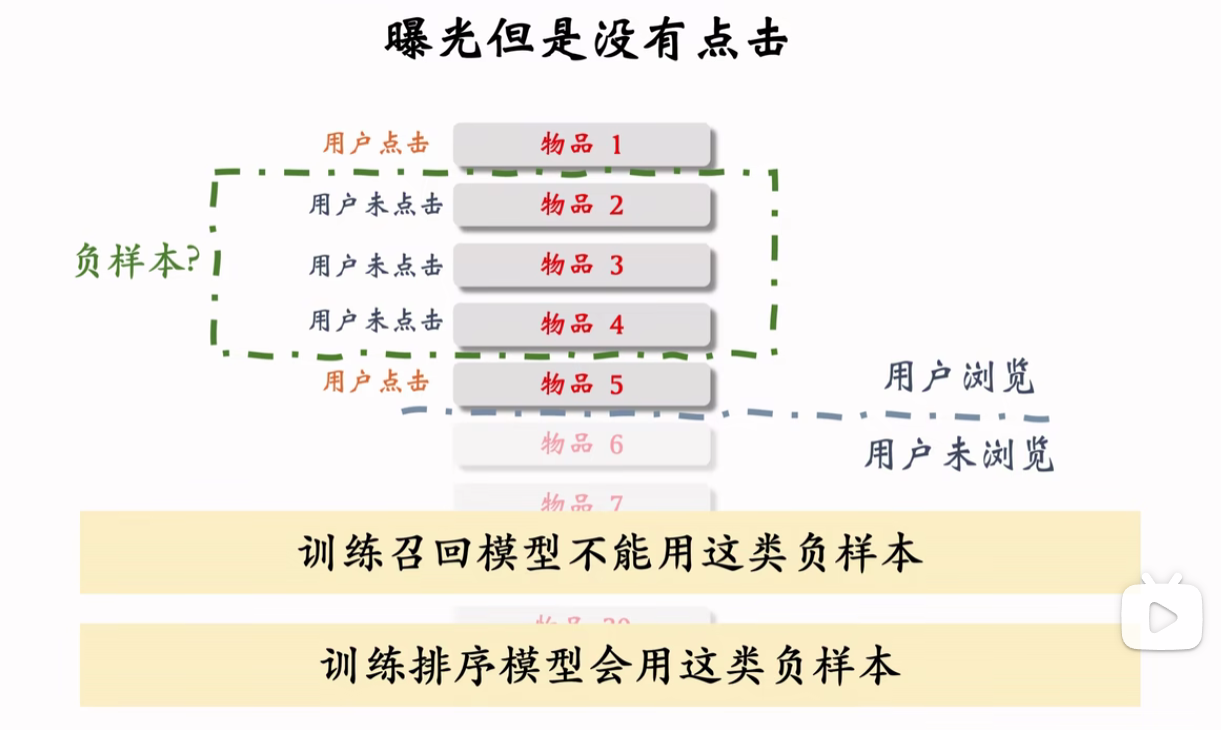 曝光但是没有点击
用户点击 物品 1
用户未点击 物品 2
负样本?
用户未点击 物品 3
用户未点击 物品 4
用户点击 物品 5
用户浏览
物品 6
用户未浏览
物品 7
训练召回模型不能用这类负样本
训练排序模型会用这类负样本